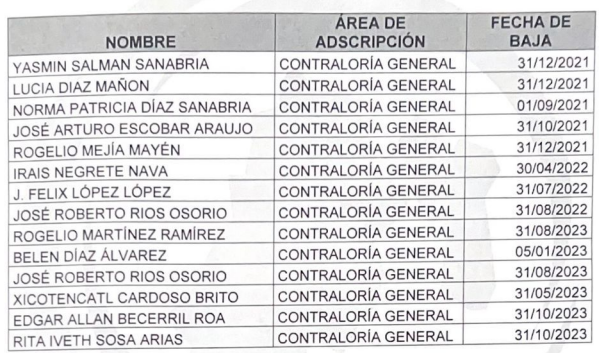 NOMBRE ÁREA DE ADSCRIPCIÓN FECHA DE BAJA
YASMIN SALMAN SANABRIA CONTRALORÍA GENERAL 31/12/2021
LUCIA DIAZ MAÑON CONTRALORÍA GENERAL 31/12/2021
NORMA PATRICIA DÍAZ SANABRIA CONTRALORÍA GENERAL 01/09/2021
JOSÉ ARTURO ESCOBAR ARAUJO CONTRALORÍA GENERAL 31/10/2021
ROGELIO MEJÍA MAYÉN CONTRALORÍA GENERAL 31/12/2021
IRAIS NEGRETE NAVA CONTRALORÍA GENERAL 30/04/2022
J. FELIX LÓPEZ LÓPEZ CONTRALORÍA GENERAL 31/07/2022
JOSÉ ROBERTO RIOS OSORIO CONTRALORÍA GENERAL 31/08/2022
ROGELIO MARTÍNEZ RAMÍREZ CONTRALORÍA GENERAL 31/08/2023
BELEN DÍAZ ÁLVAREZ CONTRALORÍA GENERAL 05/01/2023
JOSÉ ROBERTO RIOS OSORIO CONTRALORÍA GENERAL 31/08/2023
XICOTENCATL CARDOSO BRITO CONTRALORÍA GENERAL 31/05/2023
EDGAR ALLAN BECERRIL ROA CONTRALORÍA GENERAL 31/10/2023
RITA IVETH SOSA ARIAS CONTRALORÍA GENERAL 31/10/2023